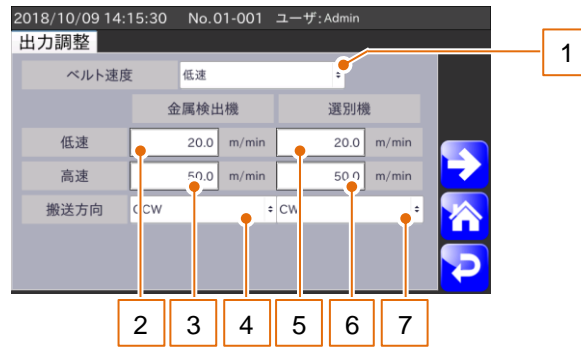 2018/10/09 14:15:30 No.01-001 ユーザ:Admin
出力調整
1
ベルト速度 低速
金属検出機 選別機
低速 20.0 m/min 20.0 m/min
高速 50.0 m/min 50.0 m/min
搬送方向 CCW CW
2 3 4 5 6 7